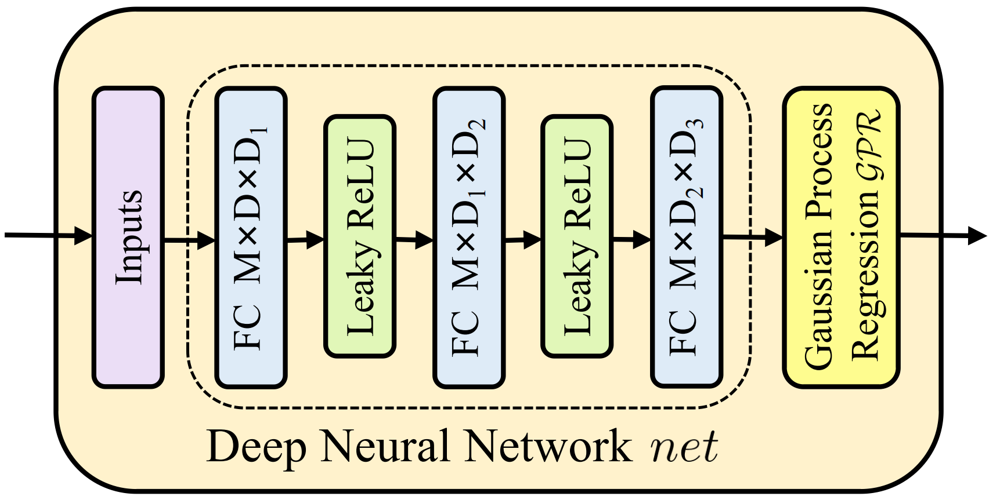 Inputs
FC M×D×D₁
Leaky ReLU
FC M×D₁×D₂
Leaky ReLU
FC M×D₂×D₃
Gaussian Process
Regression 𝒢𝒫ℛ
Deep Neural Network net